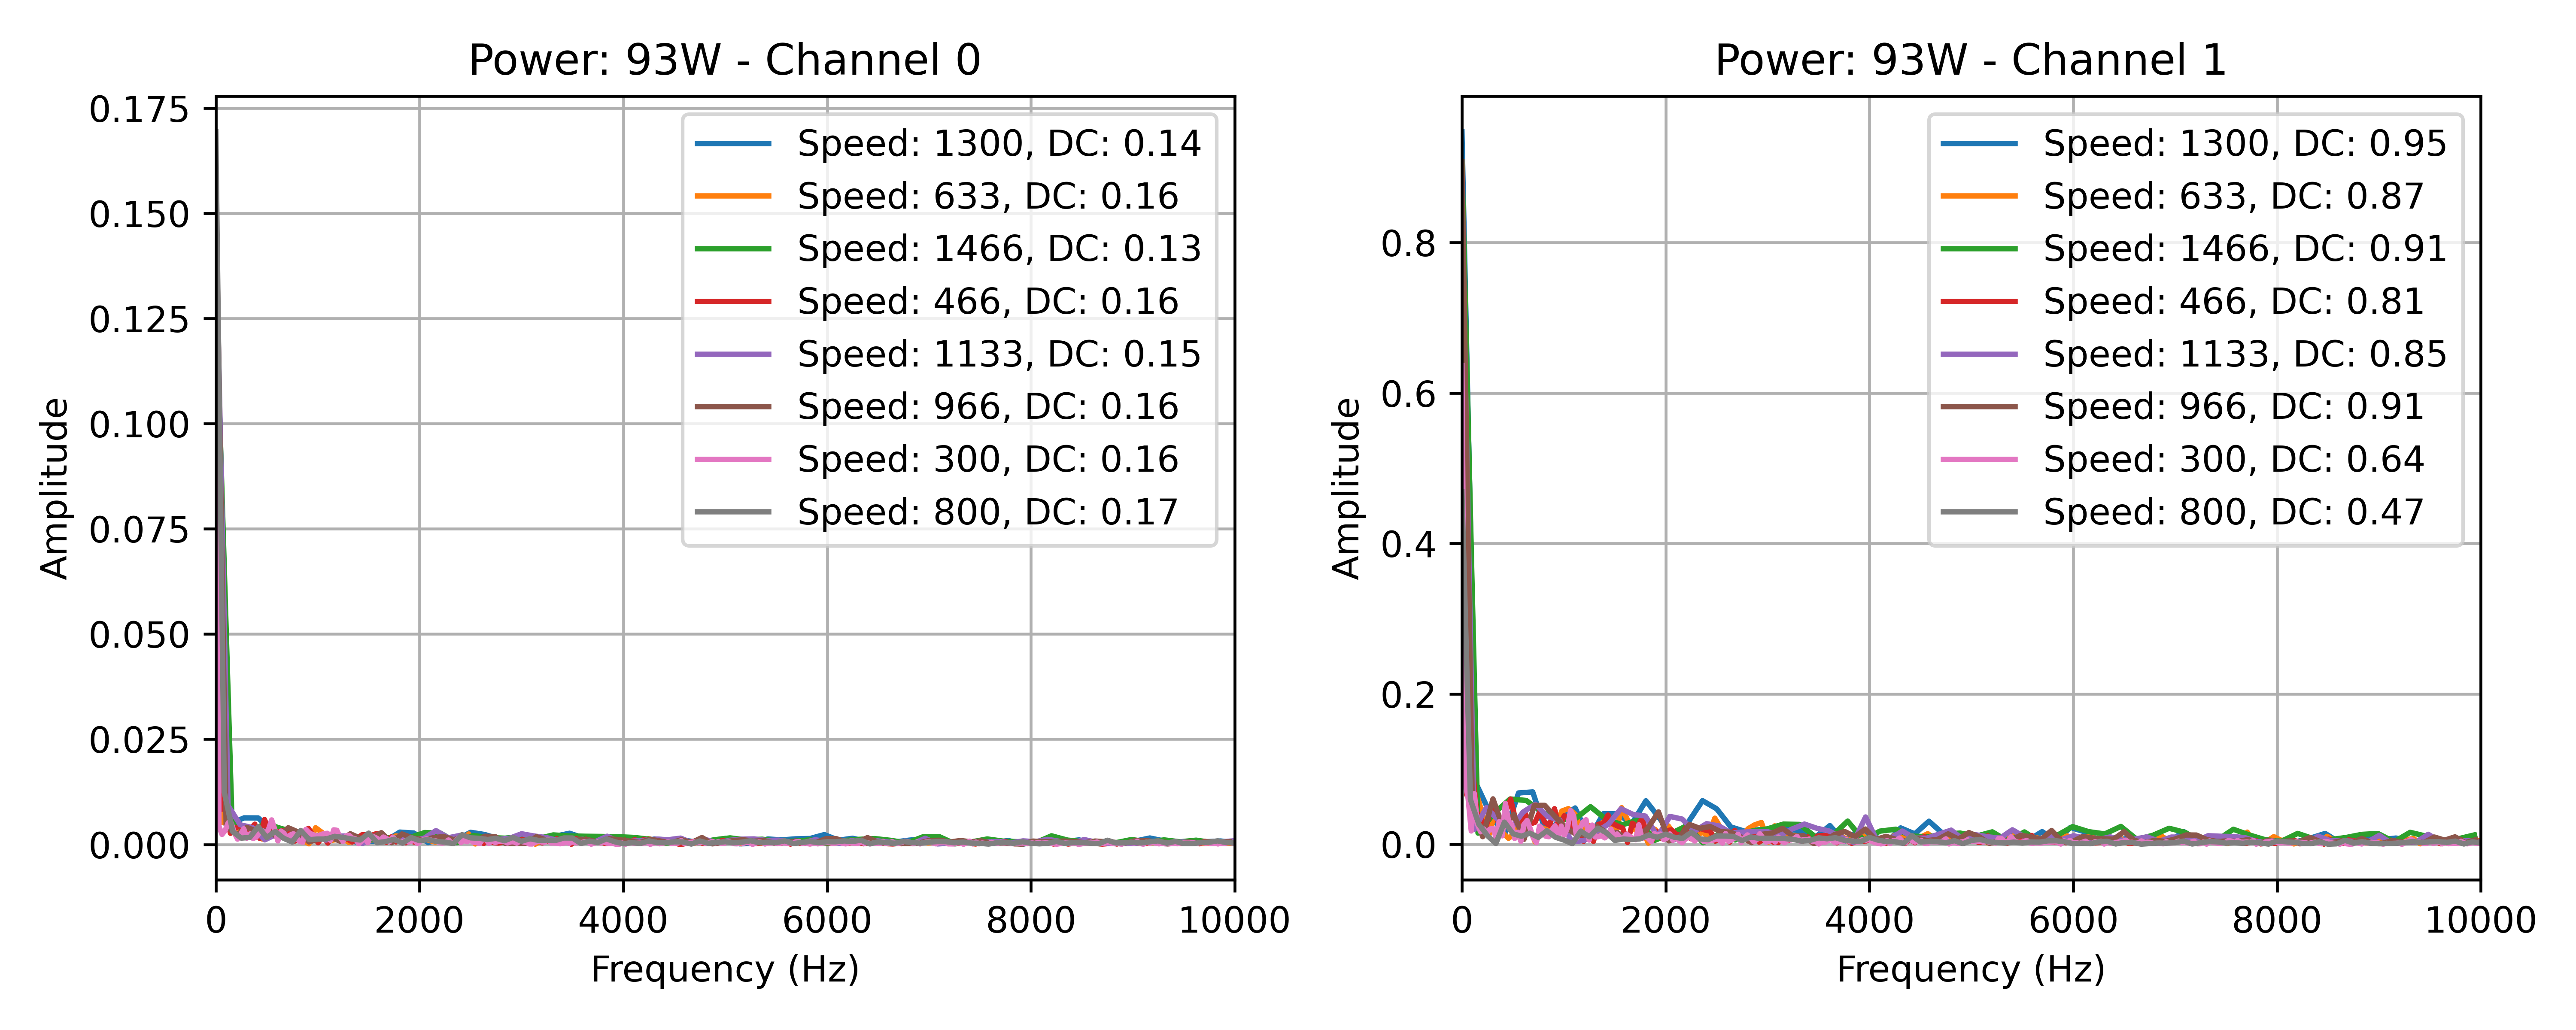 Power: 93W - Channel 0
0.175
0.150
0.125
0.100
0.075
0.050
0.025
0.000
Amplitude
Speed: 1300, DC: 0.14
Speed: 633, DC: 0.16
Speed: 1466, DC: 0.13
Speed: 466, DC: 0.16
Speed: 1133, DC: 0.15
Speed: 966, DC: 0.16
Speed: 300, DC: 0.16
Speed: 800, DC: 0.17
0 2000 4000 6000 8000 10000
Frequency (Hz)
Power: 93W - Channel 1
0.8
0.6
0.4
0.2
0.0
Amplitude
Speed: 1300, DC: 0.95
Speed: 633, DC: 0.87
Speed: 1466, DC: 0.91
Speed: 466, DC: 0.81
Speed: 1133, DC: 0.85
Speed: 966, DC: 0.91
Speed: 300, DC: 0.64
Speed: 800, DC: 0.47
0 2000 4000 6000 8000 10000
Frequency (Hz)